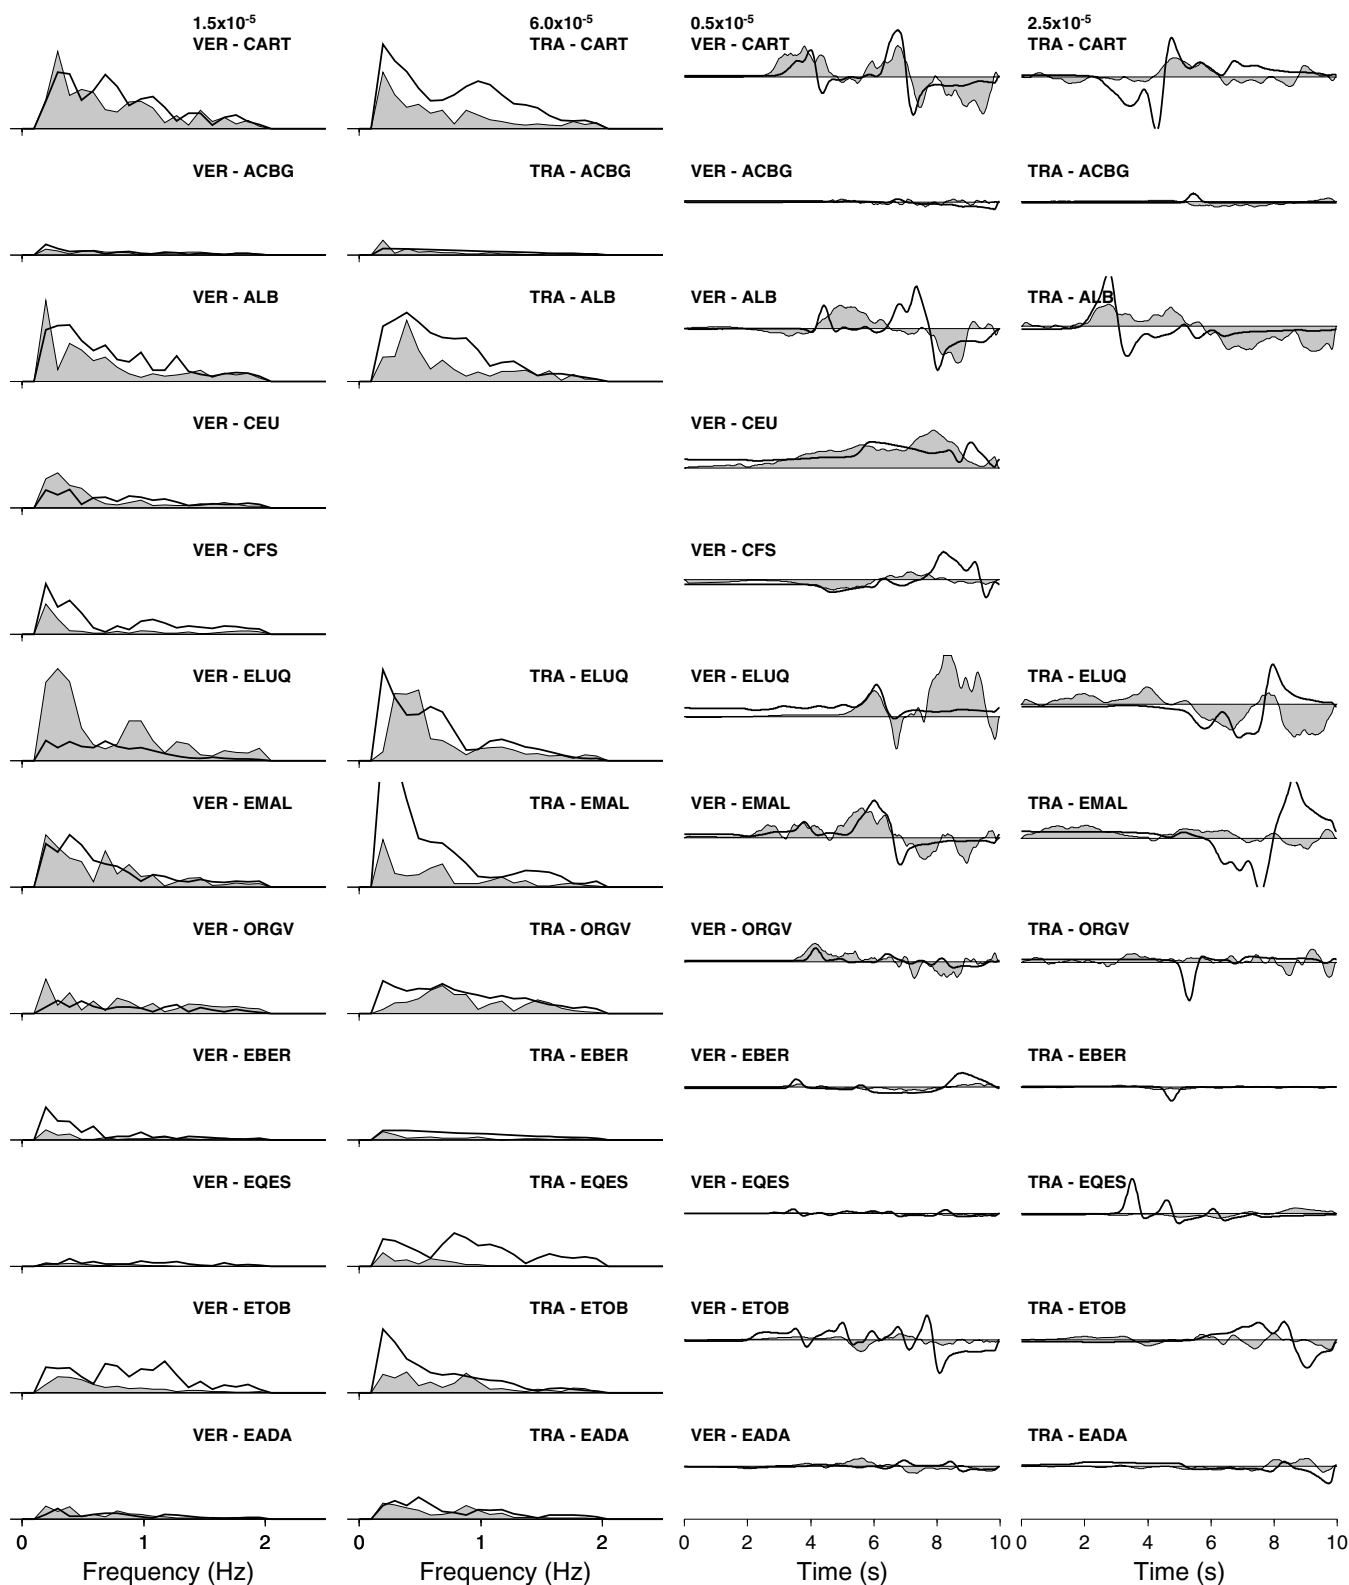 1.5x10-5 6.0x10-5 0.5x10-5 2.5x10-5
VER - CART TRA - CART VER - CART TRA - CART
VER - ACBG TRA - ACBG VER - ACBG TRA - ACBG
VER - ALB TRA - ALB VER - ALB TRA - ALB
VER - CEU VER - CEU
VER - CFS VER - CFS
VER - ELUQ TRA - ELUQ VER - ELUQ TRA - ELUQ
VER - EMAL TRA - EMAL VER - EMAL TRA - EMAL
VER - ORGV TRA - ORGV VER - ORGV TRA - ORGV
VER - EBER TRA - EBER VER - EBER TRA - EBER
VER - EQES TRA - EQES VER - EQES TRA - EQES
VER - ETOB TRA - ETOB VER - ETOB TRA - ETOB
VER - EADA TRA - EADA VER - EADA TRA - EADA
0 1 2 0 1 2 0 2 4 6 8 10 0 2 4 6 8 10
Frequency (Hz) Frequency (Hz) Time (s) Time (s)